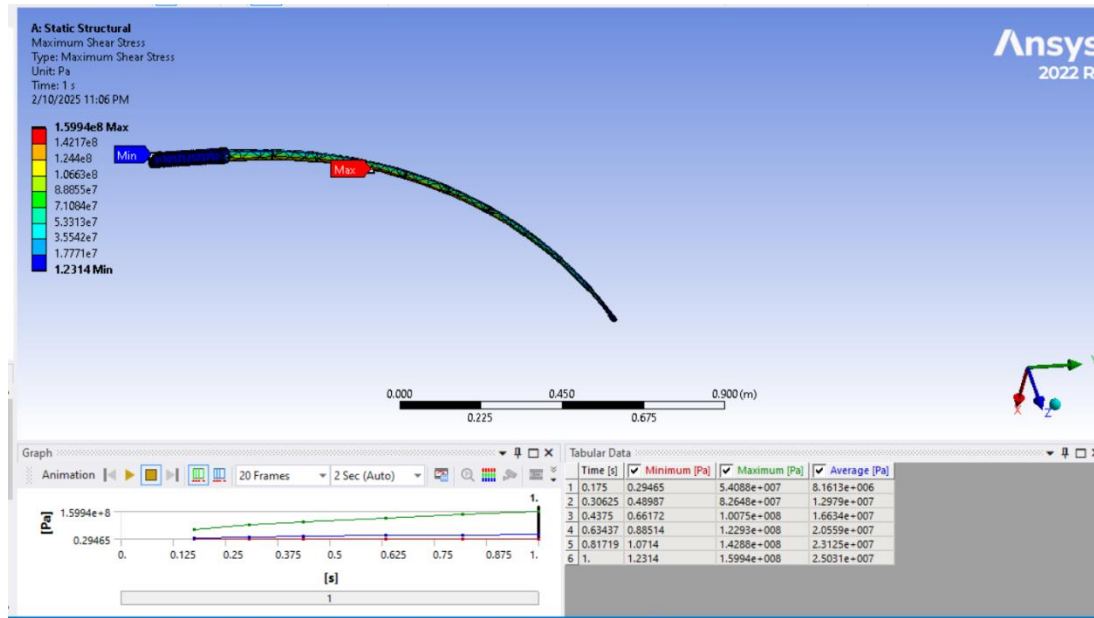 A: Static Structural
Maximum Shear Stress
Type: Maximum Shear Stress
Unit: Pa
Time: 1 s
2/10/2025 11:06 PM
Ansys
2022 R
1.5994e8 Max
1.4217e8
1.244e8
1.0663e8
8.8855e7
7.1084e7
5.3313e7
3.5542e7
1.7771e7
1.2314 Min
Min
Max
0.000 0.450 0.900 (m)
0.225 0.675
X
Z
Graph
Animation 20 Frames 2 Sec (Auto)
1.
[Pa]
1.5994e+8
0.29465
0. 0.125 0.25 0.375 0.5 0.625 0.75 0.875 1.
[s]
1
Tabular Data
Time [s] Minimum [Pa] Maximum [Pa] Average [Pa]
1 0.175 0.29465 5.4088e+007 8.1613e+006
2 0.30625 0.48987 8.2648e+007 1.2979e+007
3 0.4375 0.66172 1.0075e+008 1.6634e+007
4 0.63437 0.88514 1.2293e+008 2.0559e+007
5 0.81719 1.0714 1.4288e+008 2.3125e+007
6 1. 1.2314 1.5994e+008 2.5031e+007